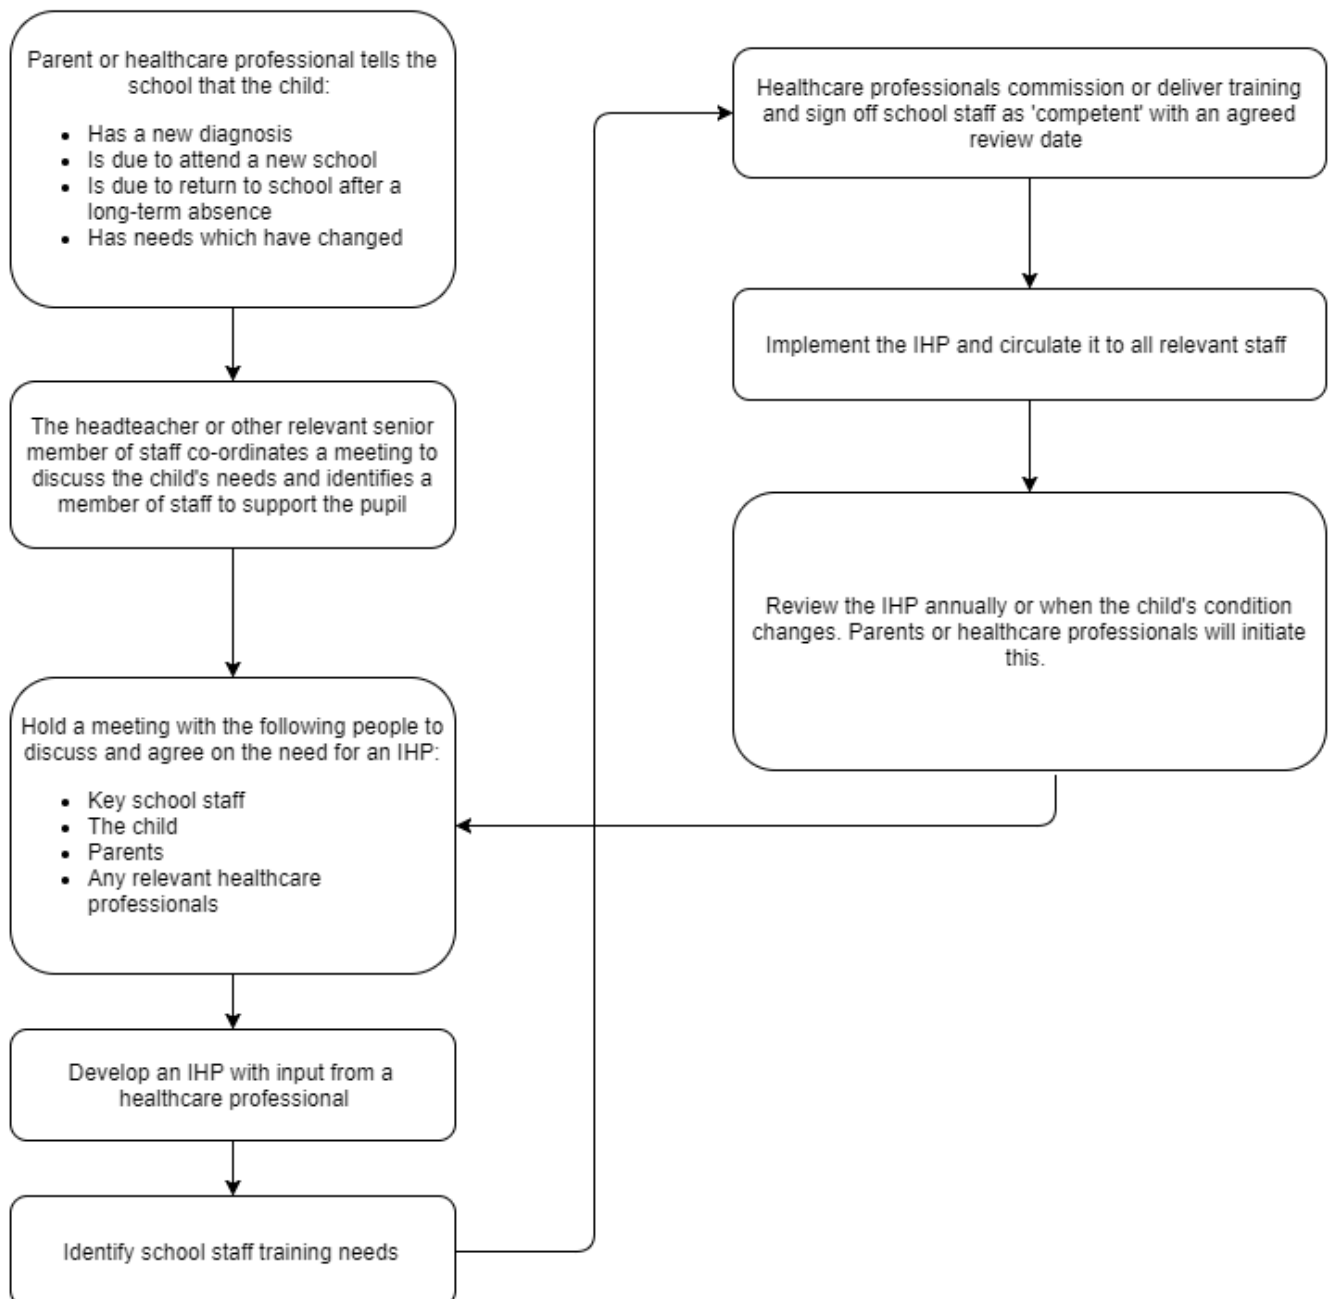 Parent or healthcare professional tells the
school that the child:
• Has a new diagnosis
• Is due to attend a new school
• Is due to return to school after a
long-term absence
• Has needs which have changed
The headteacher or other relevant senior
member of staff co-ordinates a meeting to
discuss the child's needs and identifies a
member of staff to support the pupil
Hold a meeting with the following people to
discuss and agree on the need for an IHP:
• Key school staff
• The child
• Parents
• Any relevant healthcare
professionals
Develop an IHP with input from a
healthcare professional
Identify school staff training needs
Healthcare professionals commission or deliver training
and sign off school staff as 'competent' with an agreed
review date
Implement the IHP and circulate it to all relevant staff
Review the IHP annually or when the child's condition
changes. Parents or healthcare professionals will initiate
this.